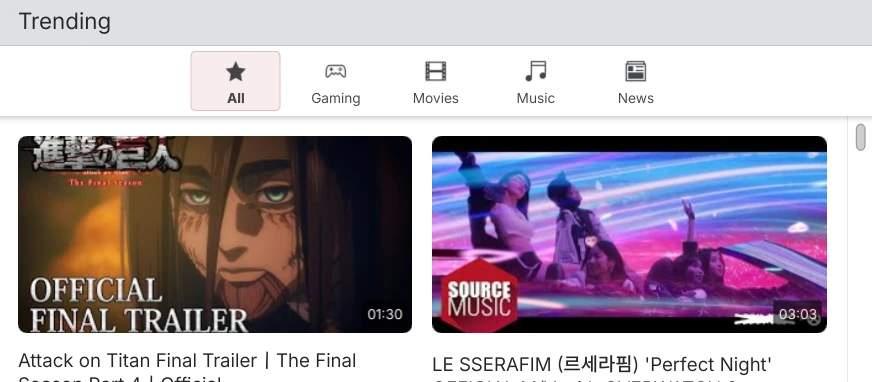 Trending
All
Gaming
Movies
Music
News
進撃の巨人
attack on titan
The Final Season
OFFICIAL
FINAL TRAILER
01:30
SOURCE
MUSIC
03:03
Attack on Titan Final Trailer | The Final
Season Part 4 | Official
LE SSERAFIM (르세라핌) 'Perfect Night'